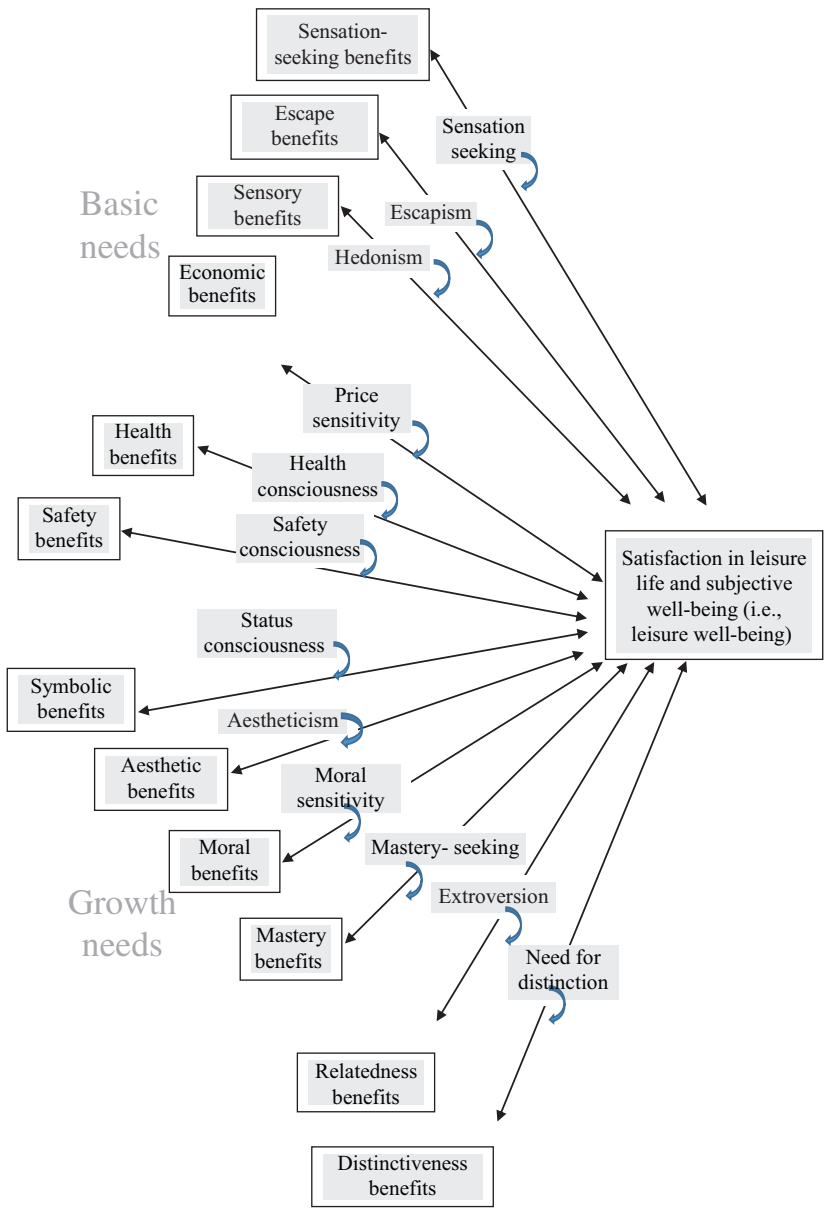 Sensation-
seeking benefits
Escape
benefits
Sensation
seeking
Sensory
benefits
Escapism
Basic
needs
Hedonism
Economic
benefits
Price
sensitivity
Health
benefits
Health
consciousness
Safety
benefits
Safety
consciousness
Satisfaction in leisure
life and subjective
well-being (i.e.,
leisure well-being)
Status
consciousness
Symbolic
benefits
Aestheticism
Aesthetic
benefits
Moral
sensitivity
Moral
benefits
Mastery- seeking
Growth
needs
Extroversion
Mastery
benefits
Need for
distinction
Relatedness
benefits
Distinctiveness
benefits